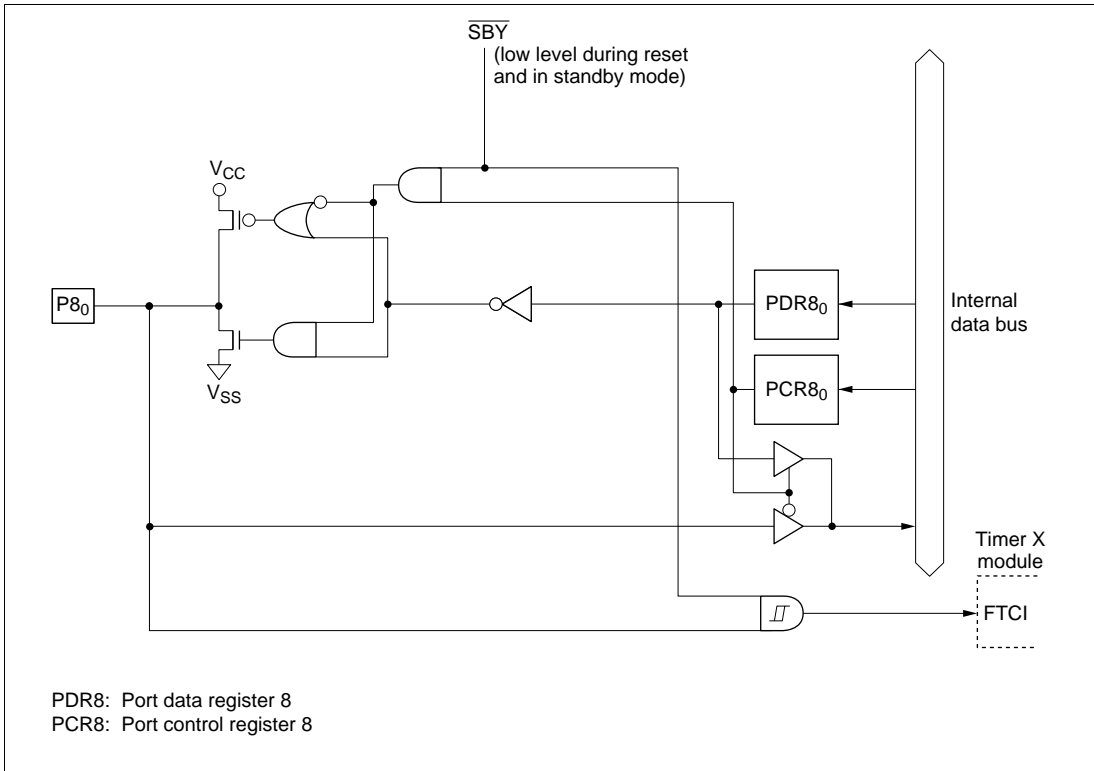 SBY
(low level during reset
and in standby mode)
VCC
P80
VSS
PDR80
PCR80
Internal
data bus
Timer X
module
FTCI
PDR8: Port data register 8
PCR8: Port control register 8